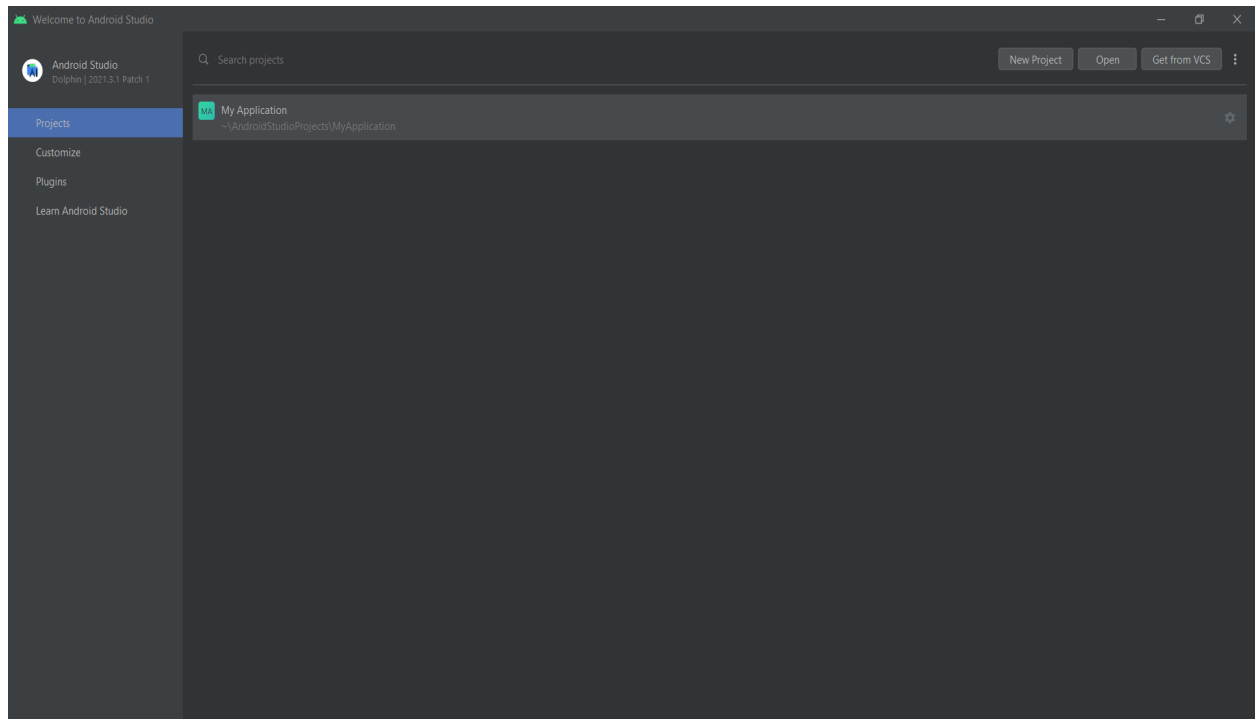 Welcome to Android Studio
Android Studio
Dolphin | 2021.3.1 Patch 1
Projects
Customize
Plugins
Learn Android Studio
Search projects
New Project
Open
Get from VCS
MA
My Application
~\AndroidStudioProjects\MyApplication